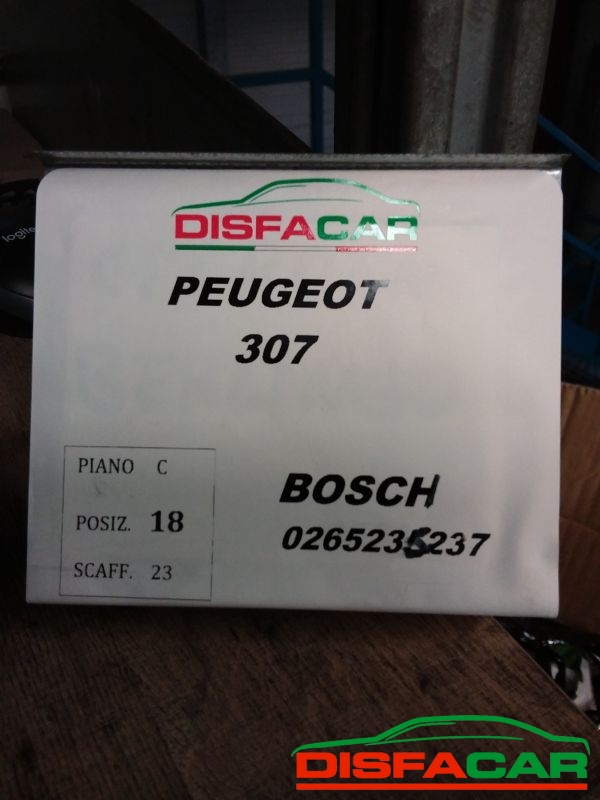 DISFACAR
PEUGEOT
307
PIANO C
POSIZ. 18
SCAFF. 23
BOSCH
0265235237
DISFACAR